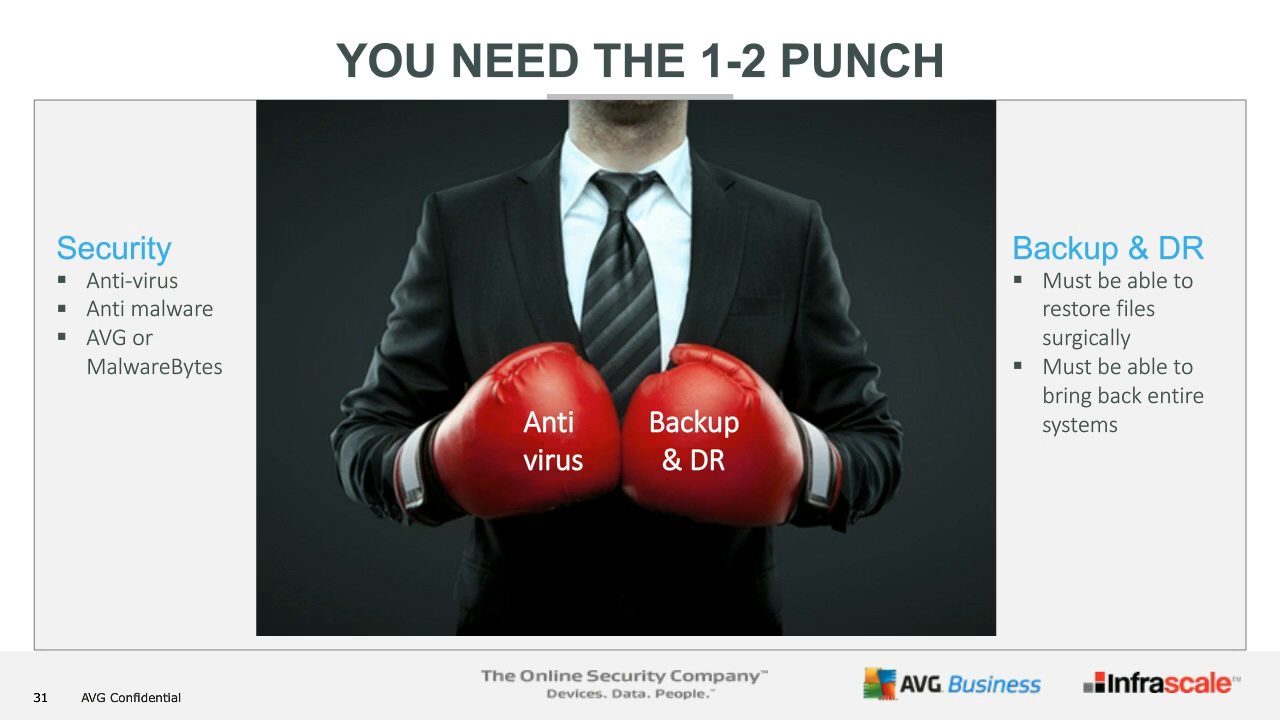 YOU NEED THE 1-2 PUNCH
Security
▪ Anti-virus
▪ Anti malware
▪ AVG or
MalwareBytes
Anti
virus
Backup
& DR
Backup & DR
▪ Must be able to
restore files
surgically
▪ Must be able to
bring back entire
systems
31 AVG Confidential
The Online Security Company™
Devices. Data. People.™
AVG Business
Infrascale™